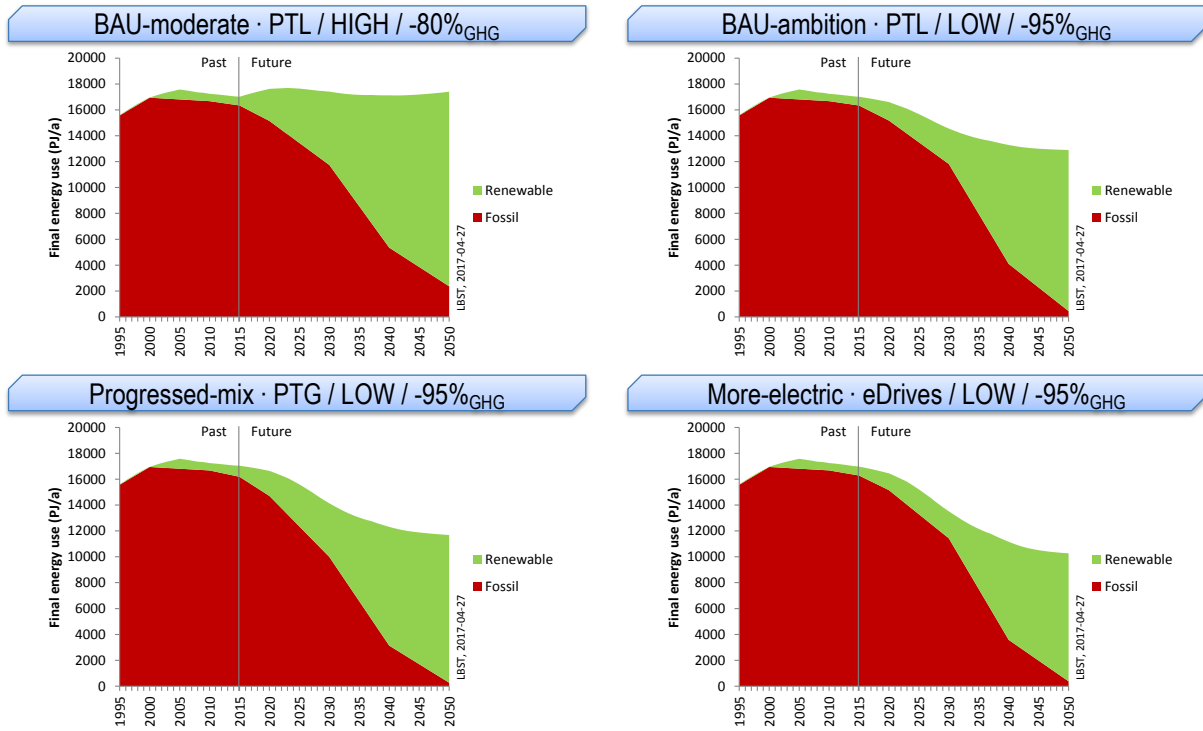 BAU-moderate · PTL / HIGH / -80%GHG
20000
18000
16000
14000
12000
10000
8000
6000
4000
2000
0
Final energy use (PJ/a)
Past Future
Renewable
Fossil
LBST, 2017-04-27
1995 2000 2005 2010 2015 2020 2025 2030 2035 2040 2045 2050
BAU-ambition · PTL / LOW / -95%GHG
20000
18000
16000
14000
12000
10000
8000
6000
4000
2000
0
Final energy use (PJ/a)
Past Future
Renewable
Fossil
LBST, 2017-04-27
1995 2000 2005 2010 2015 2020 2025 2030 2035 2040 2045 2050
Progressed-mix · PTG / LOW / -95%GHG
20000
18000
16000
14000
12000
10000
8000
6000
4000
2000
0
Final energy use (PJ/a)
Past Future
Renewable
Fossil
LBST, 2017-04-27
1995 2000 2005 2010 2015 2020 2025 2030 2035 2040 2045 2050
More-electric · eDrives / LOW / -95%GHG
20000
18000
16000
14000
12000
10000
8000
6000
4000
2000
0
Final energy use (PJ/a)
Past Future
Renewable
Fossil
LBST, 2017-04-27
1995 2000 2005 2010 2015 2020 2025 2030 2035 2040 2045 2050